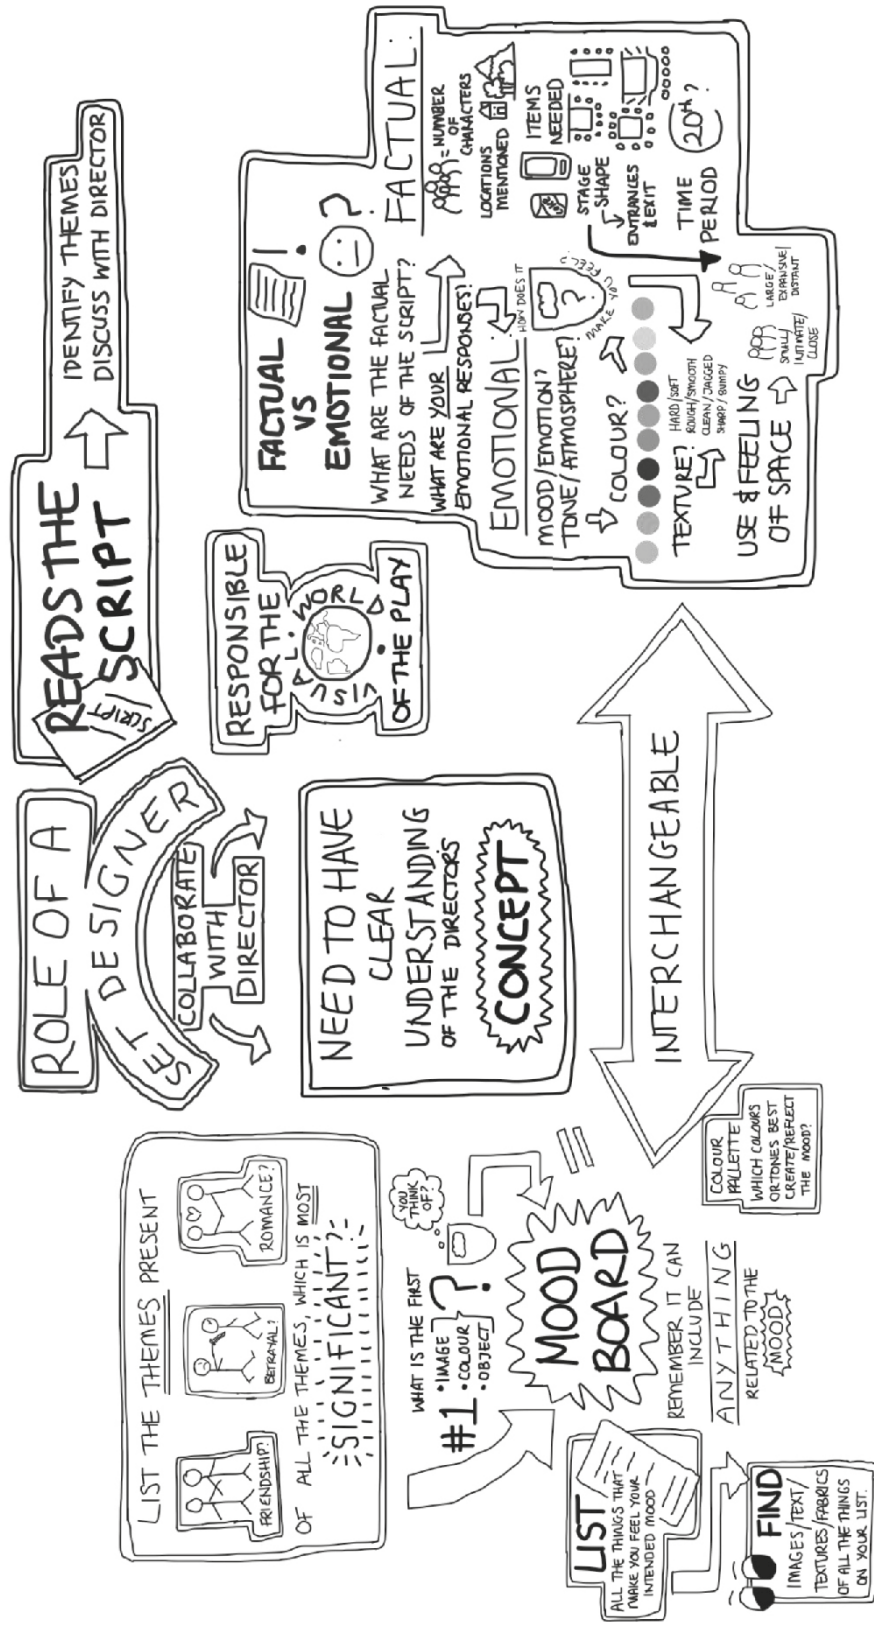 ROLE OF A
SET DESIGNER
COLLABORATE
WITH
DIRECTOR
READS THE
SCRIPT
SCRIPT
IDENTIFY THEMES
DISCUSS WITH DIRECTOR
LIST THE THEMES PRESENT
FRIENDSHIP?
BETRAYAL?
ROMANCE?
OF ALL THE THEMES, WHICH IS MOST
SIGNIFICANT?
NEED TO HAVE
CLEAR
UNDERSTANDING
OF THE DIRECTORS
CONCEPT
RESPONSIBLE
FOR THE
VISUAL WORLD
OF THE PLAY
FACTUAL
VS
EMOTIONAL
!
?
WHAT ARE THE FACTUAL
NEEDS OF THE SCRIPT?
WHAT ARE YOUR
EMOTIONAL RESPONSES?
FACTUAL:
= NUMBER
OF
CHARACTERS
LOCATIONS
MENTIONED
ITEMS
NEEDED
STAGE
SHAPE
ENTRANCES
& EXIT
TIME
PERIOD
20th?
EMOTIONAL:
HOW DOES IT
MAKE YOU FEEL?
?
MOOD/EMOTION?
TONE/ATMOSPHERE?
COLOUR?
TEXTURE?
HARD/SOFT
ROUGH/SMOOTH
CLEAN/JAGGED
SHARP/BUMPY
USE & FEELING
OF SPACE
SMALL/
INTIMATE/
CLOSE
LARGE/
EXPANSIVE/
DISTANT
WHAT IS THE FIRST
#1
• IMAGE
• COLOUR
• OBJECT
?
YOU
THINK
OF?
MOOD
BOARD
=
INTERCHANGEABLE
REMEMBER IT CAN
INCLUDE
ANYTHING
RELATED TO THE
MOOD
COLOUR
PALLETTE
WHICH COLOURS
OR TONES BEST
CREATE/REFLECT
THE MOOD?
LIST
ALL THE THINGS THAT
MAKE YOU FEEL YOUR
INTENDED MOOD
FIND
IMAGES/TEXT/
TEXTURES/FABRICS
OF ALL THE THINGS
ON YOUR LIST.